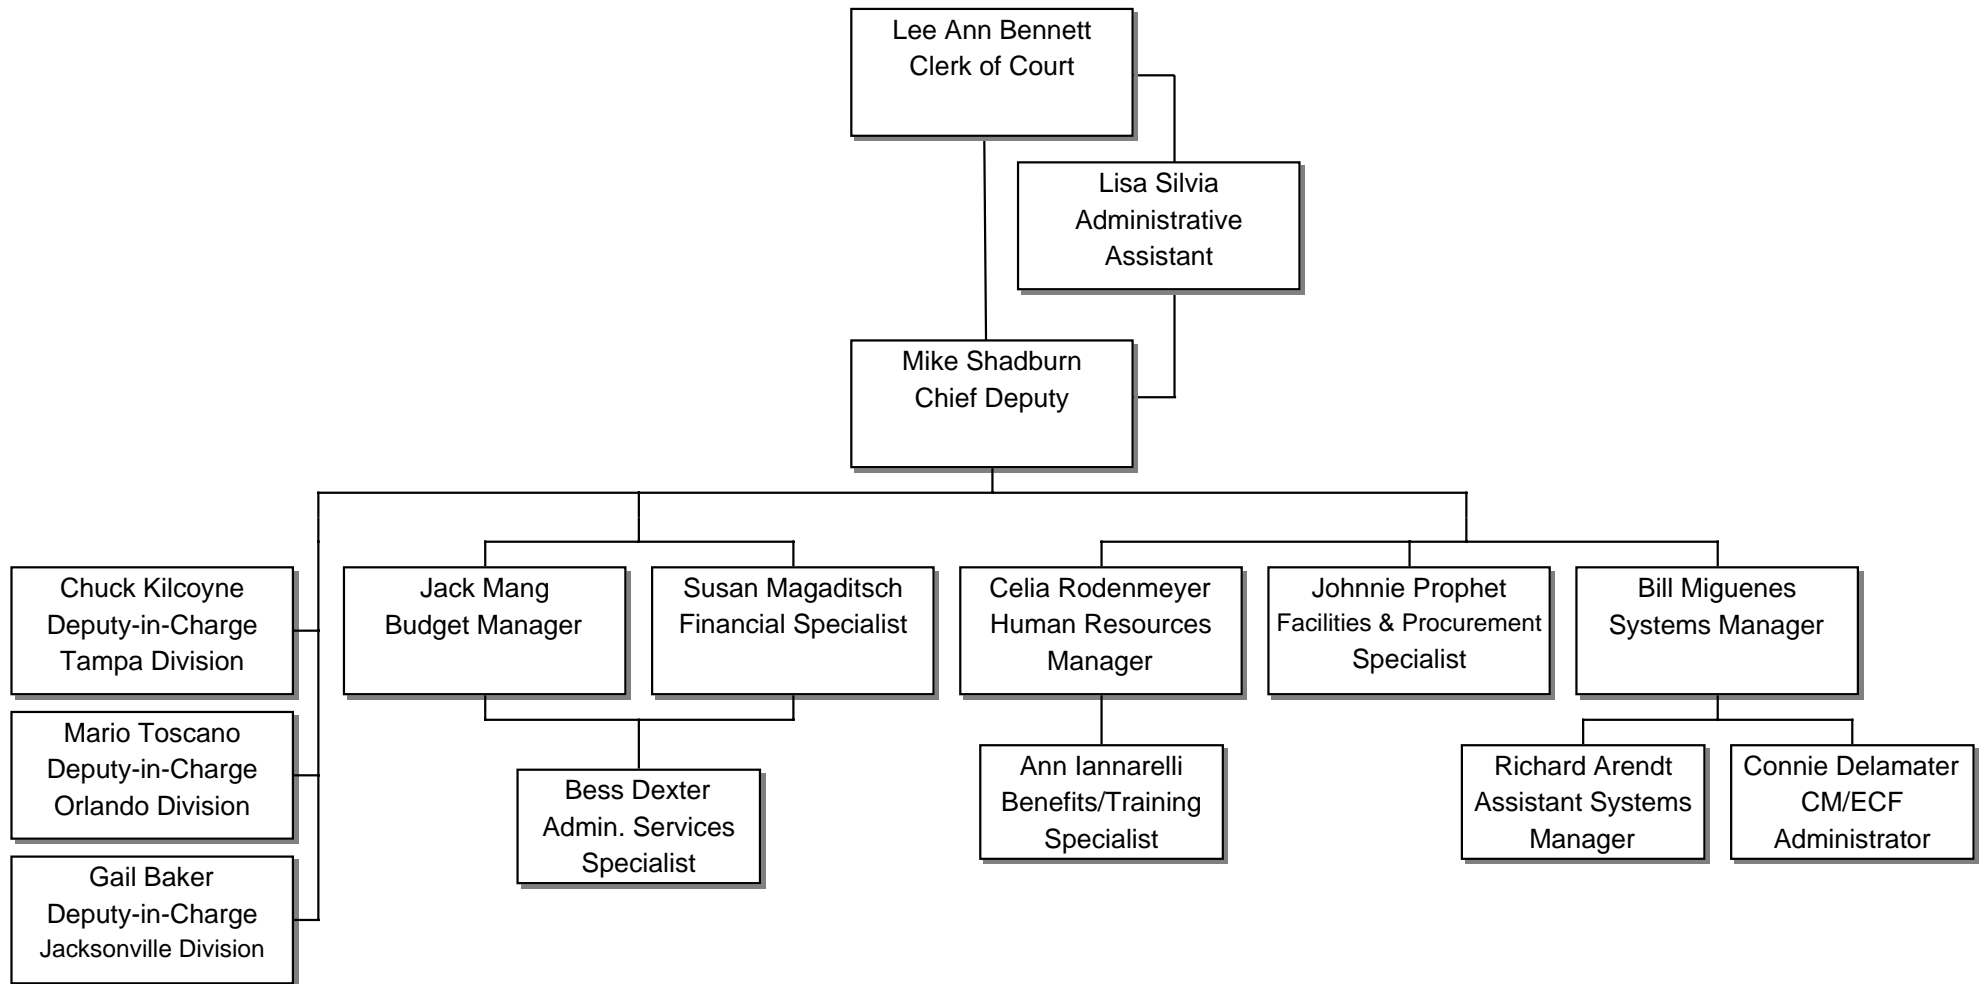 Lee Ann Bennett
Clerk of Court
Lisa Silvia
Administrative
Assistant
Mike Shadburn
Chief Deputy
Chuck Kilcoyne
Deputy-in-Charge
Tampa Division
Mario Toscano
Deputy-in-Charge
Orlando Division
Gail Baker
Deputy-in-Charge
Jacksonville Division
Jack Mang
Budget Manager
Susan Magaditsch
Financial Specialist
Bess Dexter
Admin. Services
Specialist
Celia Rodenmeyer
Human Resources
Manager
Ann Iannarelli
Benefits/Training
Specialist
Johnnie Prophet
Facilities & Procurement
Specialist
Bill Miguenes
Systems Manager
Richard Arendt
Assistant Systems
Manager
Connie Delamater
CM/ECF
Administrator